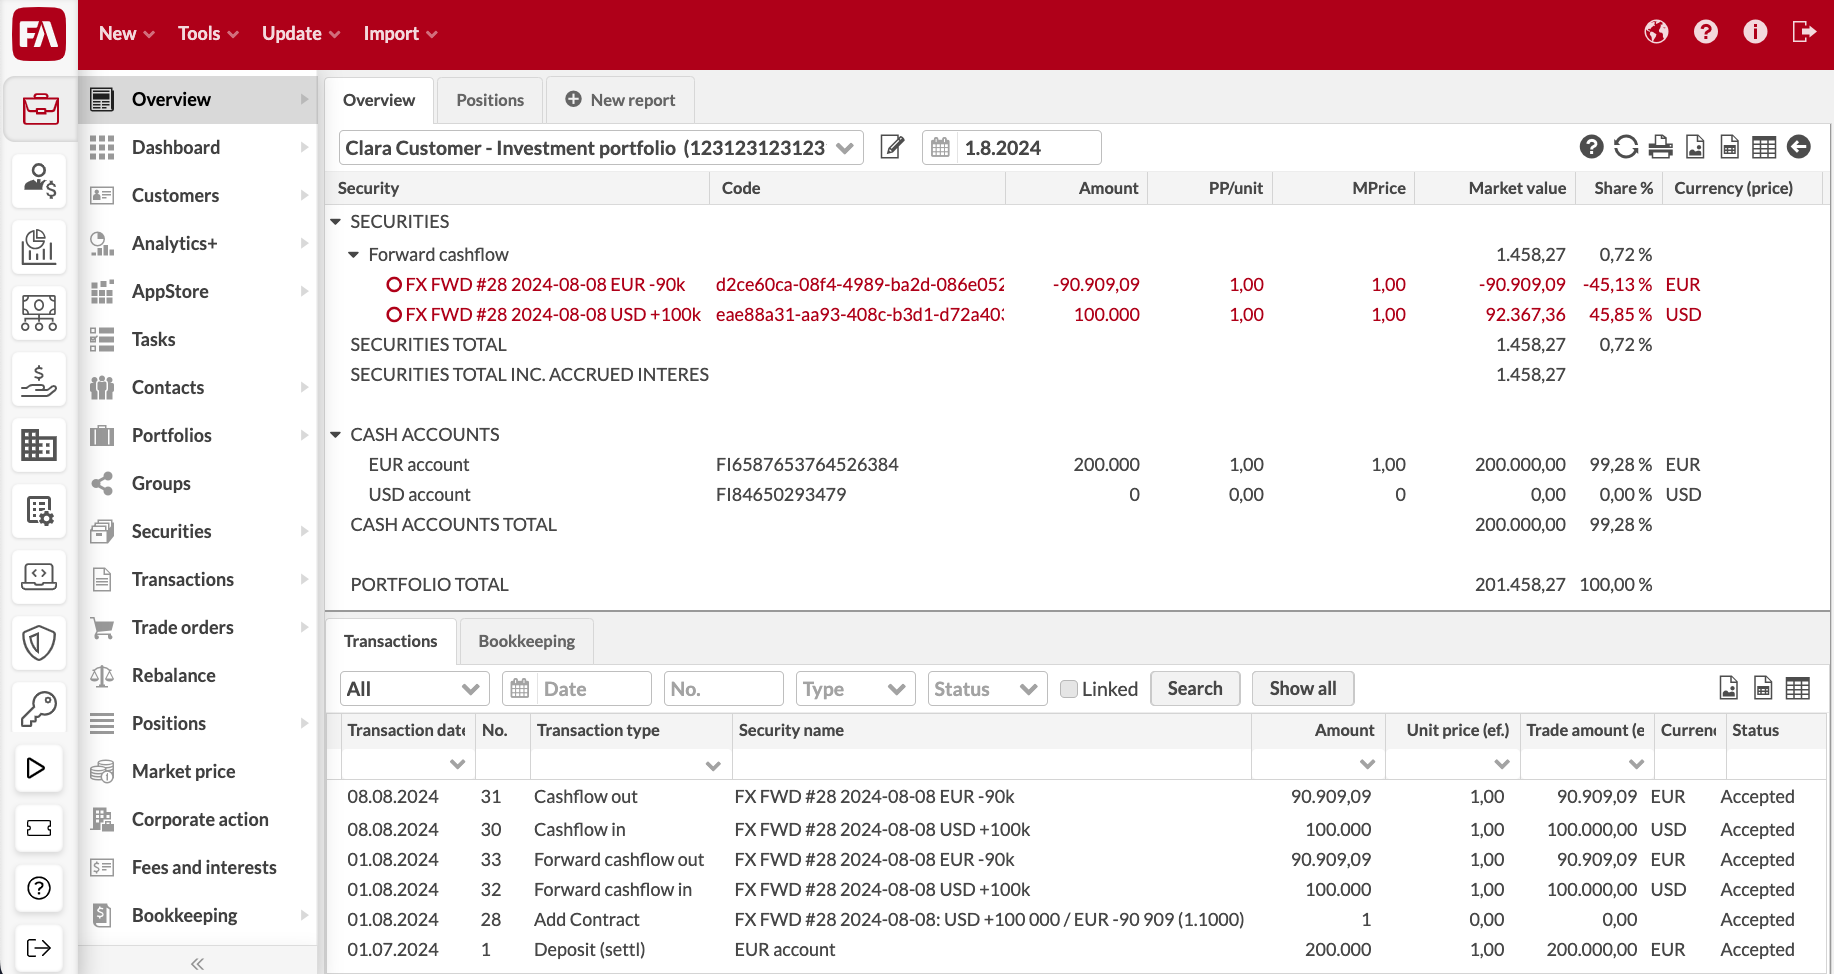 FA New Tools Update Import
Overview
Dashboard
Customers
Analytics+
AppStore
Tasks
Contacts
Portfolios
Groups
Securities
Transactions
Trade orders
Rebalance
Positions
Market price
Corporate action
Fees and interests
Bookkeeping
Overview Positions New report
Clara Customer - Investment portfolio (123123123123 1.8.2024
Security Code Amount PP/unit MPrice Market value Share % Currency (price)
SECURITIES
Forward cashflow 1.458,27 0,72 %
FX FWD #28 2024-08-08 EUR -90k d2ce60ca-08f4-4989-ba2d-086e052 -90.909,09 1,00 1,00 -90.909,09 -45,13 % EUR
FX FWD #28 2024-08-08 USD +100k eae88a31-aa93-408c-b3d1-d72a403 100.000 1,00 1,00 92.367,36 45,85 % USD
SECURITIES TOTAL 1.458,27 0,72 %
SECURITIES TOTAL INC. ACCRUED INTERES 1.458,27
CASH ACCOUNTS
EUR account FI6587653764526384 200.000 1,00 1,00 200.000,00 99,28 % EUR
USD account FI84650293479 0 0,00 0 0,00 0,00 % USD
CASH ACCOUNTS TOTAL 200.000,00 99,28 %
PORTFOLIO TOTAL 201.458,27 100,00 %
Transactions Bookkeeping
All Date No. Type Status Linked Search Show all
Transaction date No. Transaction type Security name Amount Unit price (ef.) Trade amount (e Curren Status
08.08.2024 31 Cashflow out FX FWD #28 2024-08-08 EUR -90k 90.909,09 1,00 90.909,09 EUR Accepted
08.08.2024 30 Cashflow in FX FWD #28 2024-08-08 USD +100k 100.000 1,00 100.000,00 USD Accepted
01.08.2024 33 Forward cashflow out FX FWD #28 2024-08-08 EUR -90k 90.909,09 1,00 90.909,09 EUR Accepted
01.08.2024 32 Forward cashflow in FX FWD #28 2024-08-08 USD +100k 100.000 1,00 100.000,00 USD Accepted
01.08.2024 28 Add Contract FX FWD #28 2024-08-08: USD +100 000 / EUR -90 909 (1.1000) 1 0,00 0,00 Accepted
01.07.2024 1 Deposit (settl) EUR account 200.000 1,00 200.000,00 EUR Accepted